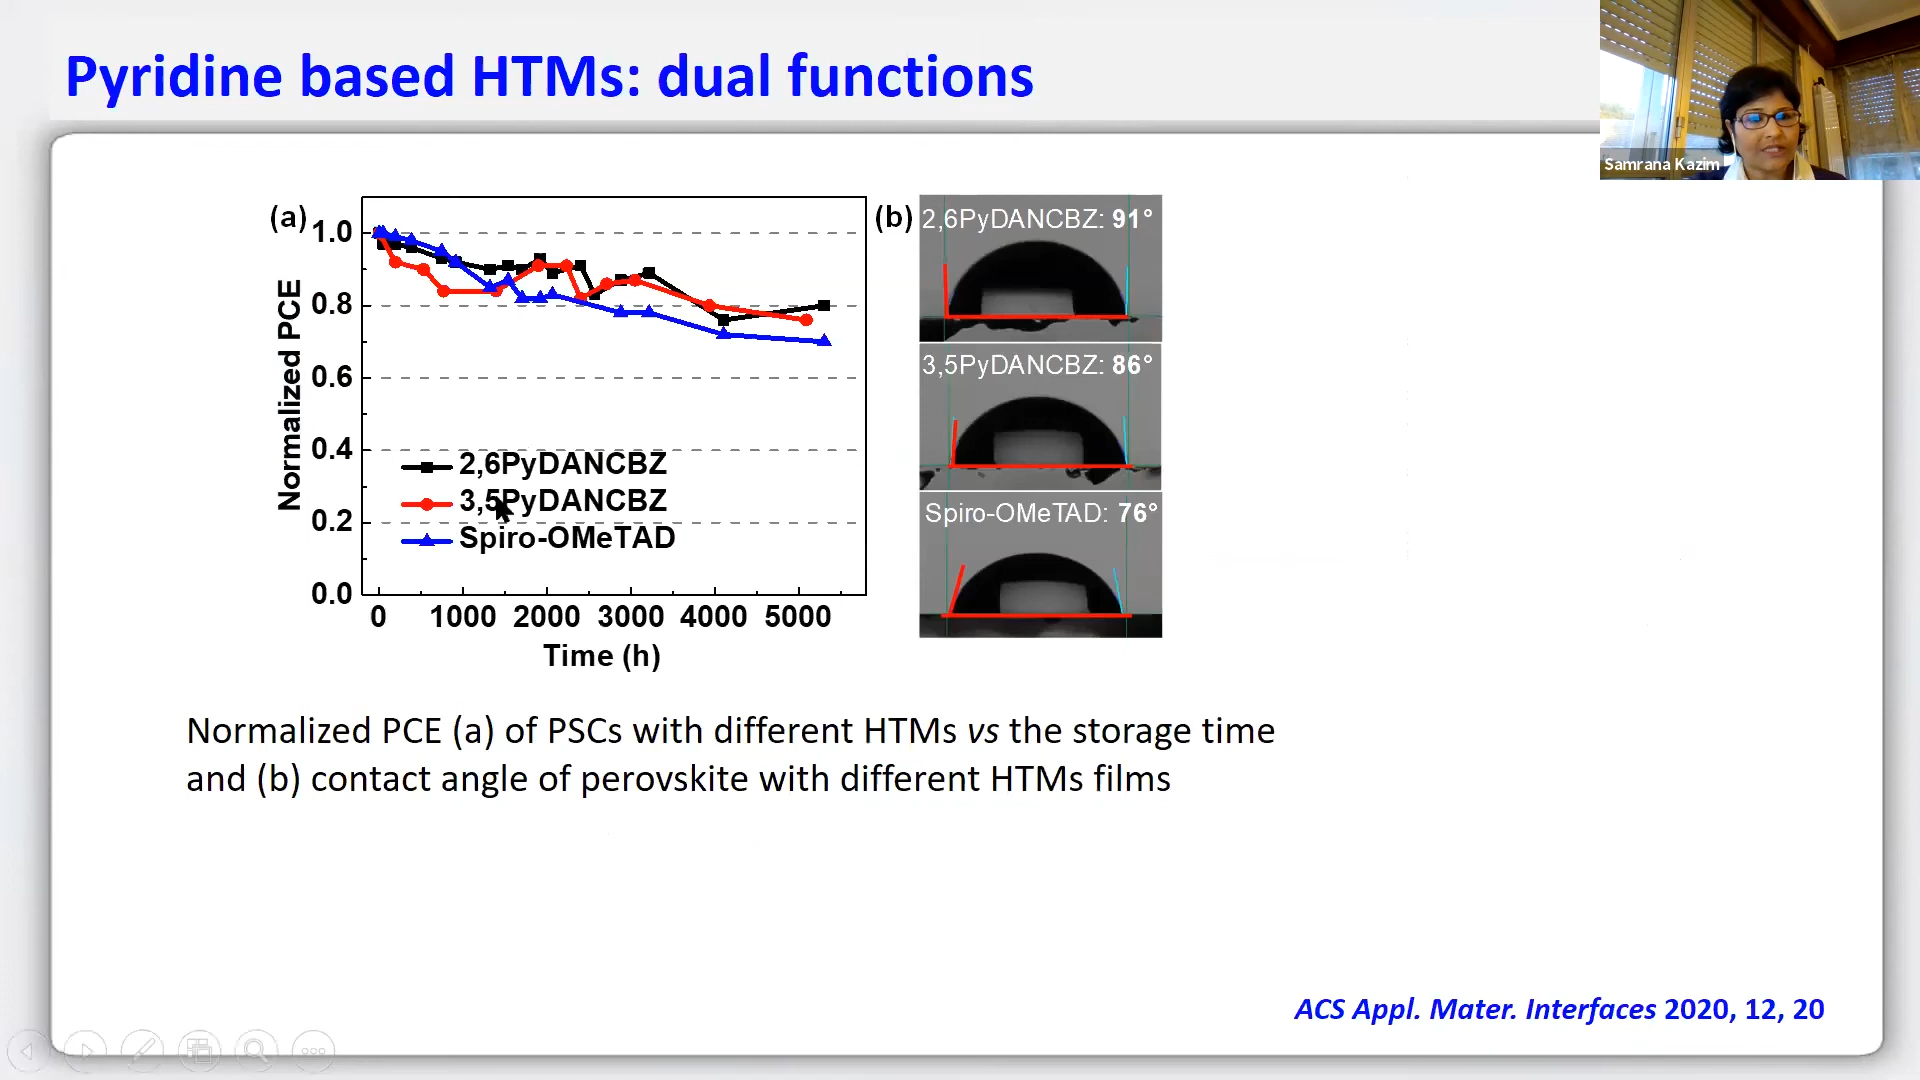 Pyridine based HTMs: dual functions
Samrana Kazim
(a)
1.0
0.8
0.6
0.4
0.2
0.0
Normalized PCE
2,6PyDANCBZ
3,5PyDANCBZ
Spiro-OMeTAD
0 1000 2000 3000 4000 5000
Time (h)
(b)
2,6PyDANCBZ: 91°
3,5PyDANCBZ: 86°
Spiro-OMeTAD: 76°
Normalized PCE (a) of PSCs with different HTMs vs the storage time
and (b) contact angle of perovskite with different HTMs films
ACS Appl. Mater. Interfaces 2020, 12, 20